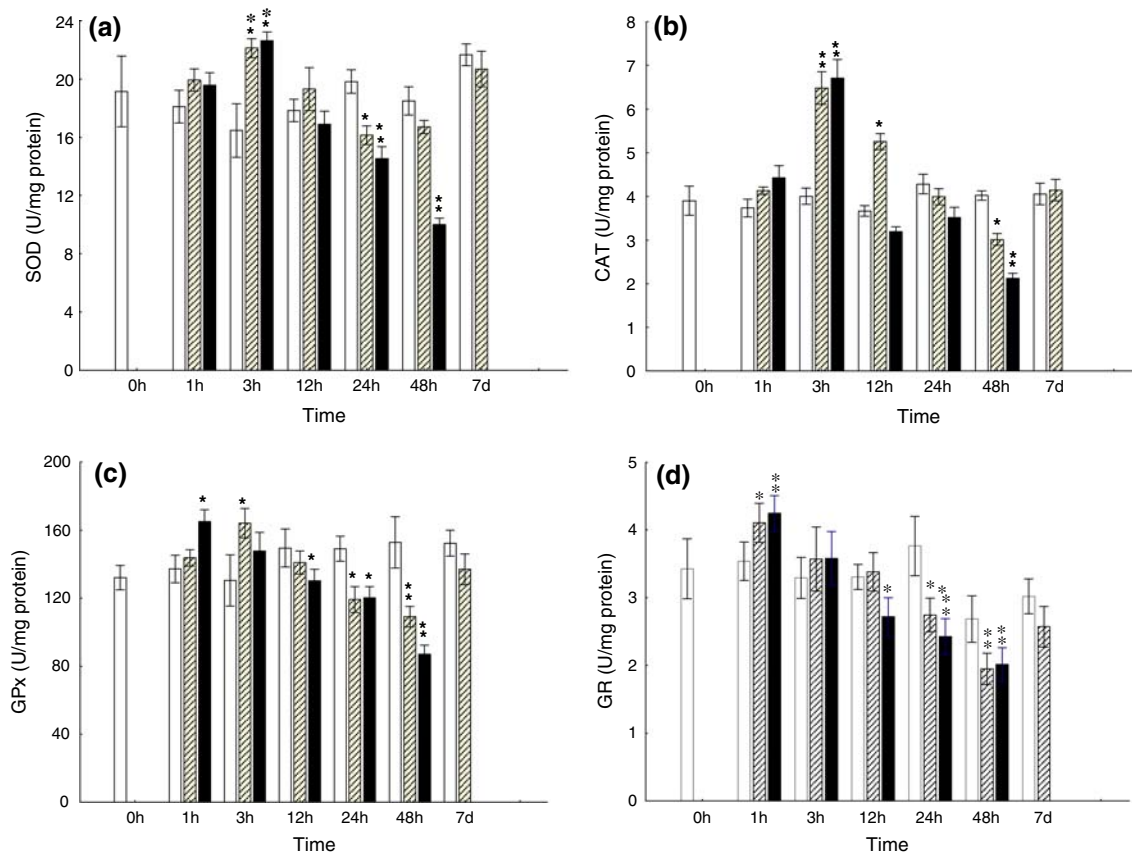 (a)
SOD (U/mg protein)
24
20
16
12
8
4
0
** **
* **
**
0h 1h 3h 12h 24h 48h 7d
Time
(b)
CAT (U/mg protein)
8
7
6
5
4
3
2
1
0
** **
*
* **
0h 1h 3h 12h 24h 48h 7d
Time
(c)
GPx (U/mg protein)
200
160
120
80
40
0
* *
*
* *
** **
0h 1h 3h 12h 24h 48h 7d
Time
(d)
GR (U/mg protein)
5
4
3
2
1
0
* **
*
* ***
** **
0h 1h 3h 12h 24h 48h 7d
Time